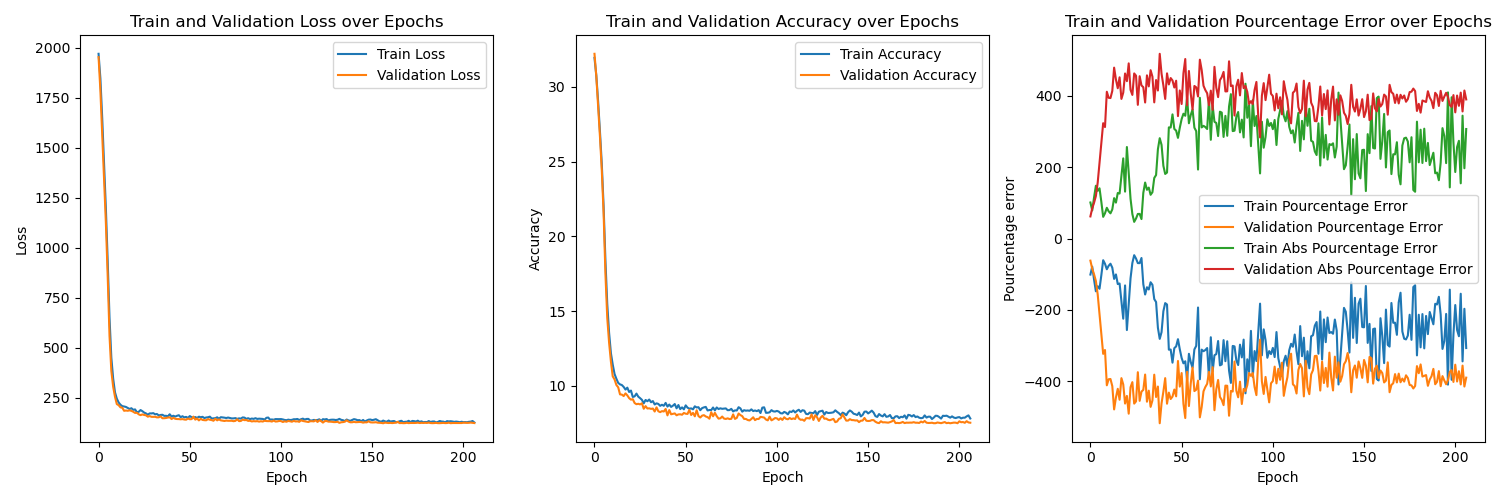 Train and Validation Loss over Epochs
Train Loss
Validation Loss
2000
1750
1500
1250
1000
750
500
250
Loss
0
50
100
150
200
Epoch
Train and Validation Accuracy over Epochs
Train Accuracy
Validation Accuracy
30
25
20
15
10
Accuracy
0
50
100
150
200
Epoch
Train and Validation Pourcentage Error over Epochs
400
200
0
−200
−400
Pourcentage error
Train Pourcentage Error
Validation Pourcentage Error
Train Abs Pourcentage Error
Validation Abs Pourcentage Error
0
50
100
150
200
Epoch